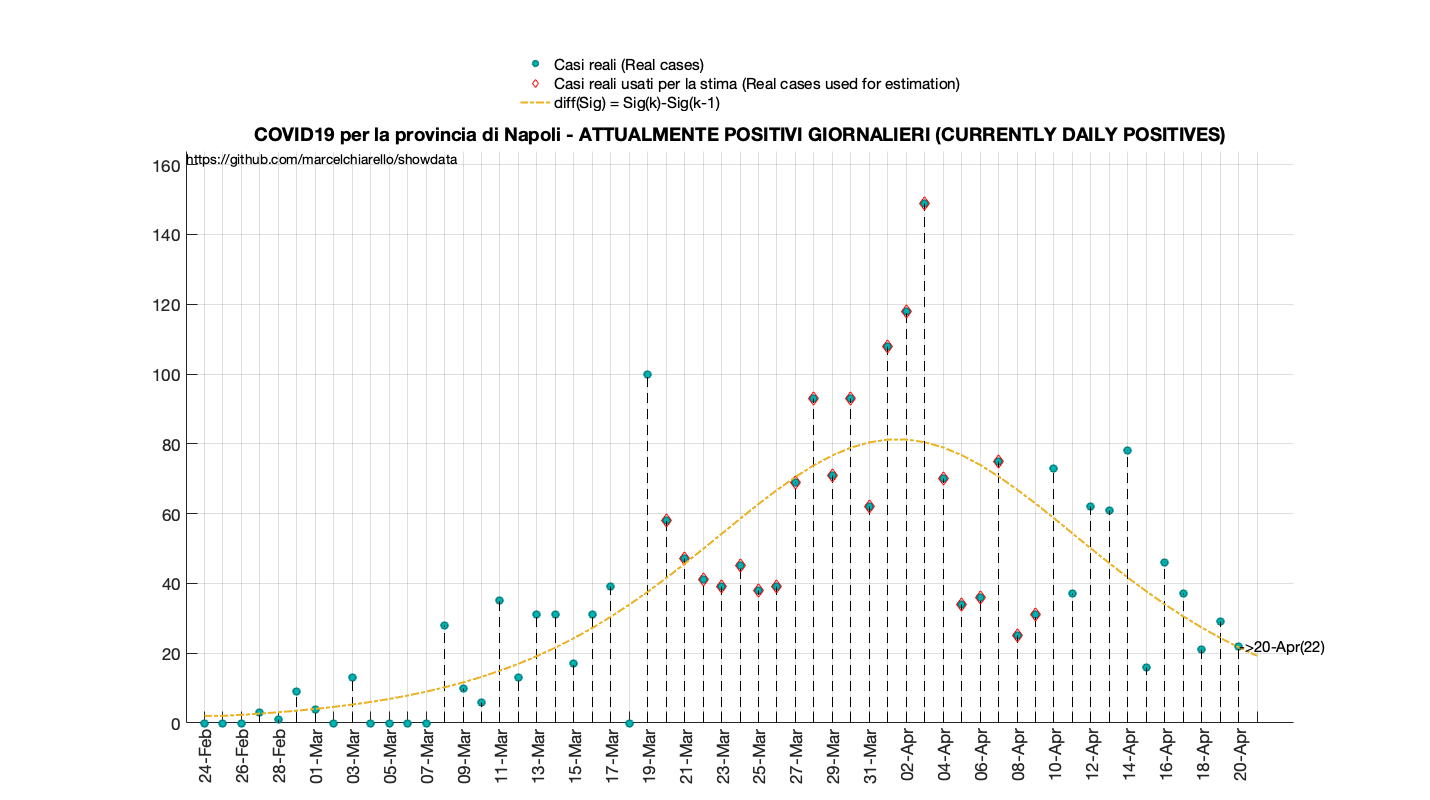 Casi reali (Real cases)
Casi reali usati per la stima (Real cases used for estimation)
diff(Sig) = Sig(k)-Sig(k-1)
COVID19 per la provincia di Napoli - ATTUALMENTE POSITIVI GIORNALIERI (CURRENTLY DAILY POSITIVES)
https://github.com/marcelchiarello/showdata
160
140
120
100
80
60
40
20
0
->20-Apr(22)
24-Feb
26-Feb
28-Feb
01-Mar
03-Mar
05-Mar
07-Mar
09-Mar
11-Mar
13-Mar
15-Mar
17-Mar
19-Mar
21-Mar
23-Mar
25-Mar
27-Mar
29-Mar
31-Mar
02-Apr
04-Apr
06-Apr
08-Apr
10-Apr
12-Apr
14-Apr
16-Apr
18-Apr
20-Apr